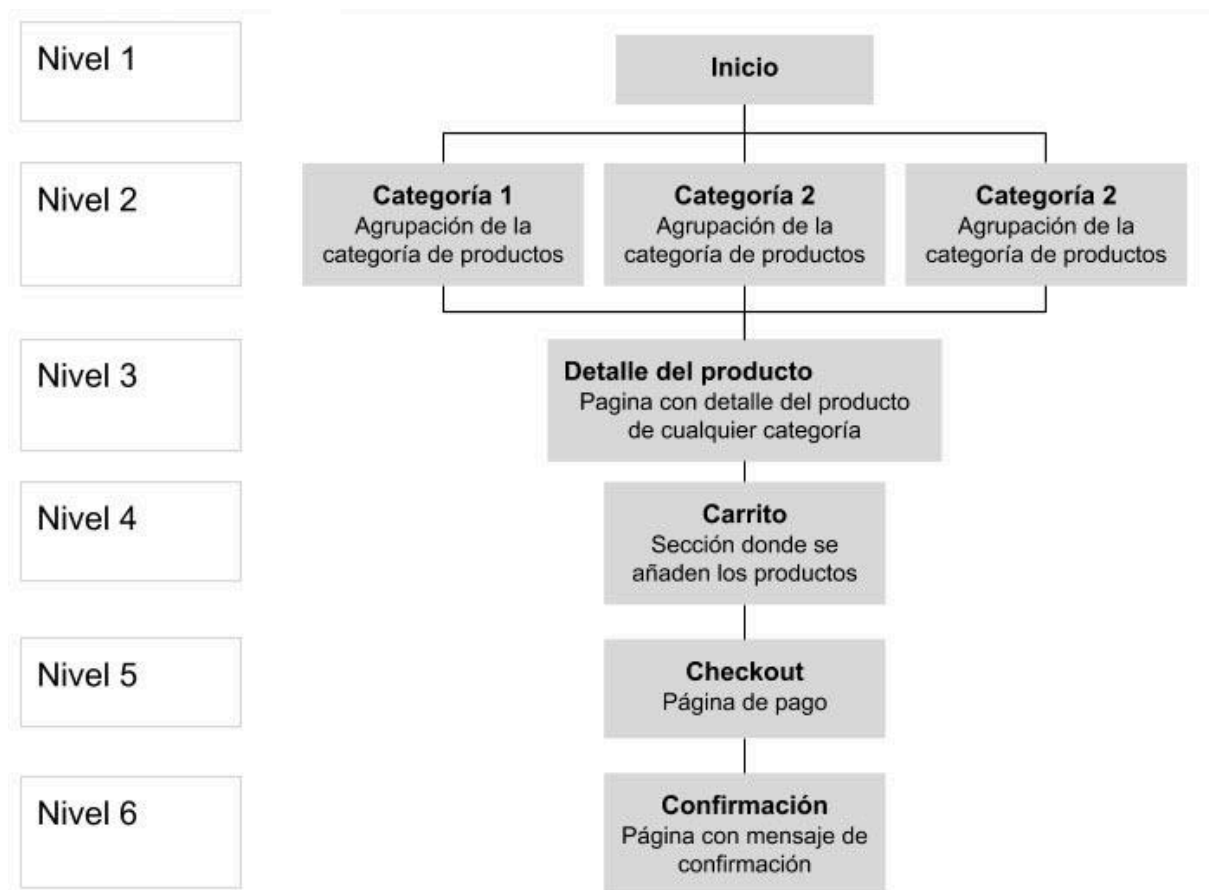 Nivel 1
Inicio
Nivel 2
Categoría 1
Agrupación de la
categoría de productos
Categoría 2
Agrupación de la
categoría de productos
Categoría 2
Agrupación de la
categoría de productos
Nivel 3
Detalle del producto
Pagina con detalle del producto
de cualquier categoría
Nivel 4
Carrito
Sección donde se
añaden los productos
Nivel 5
Checkout
Página de pago
Nivel 6
Confirmación
Página con mensaje de
confirmación